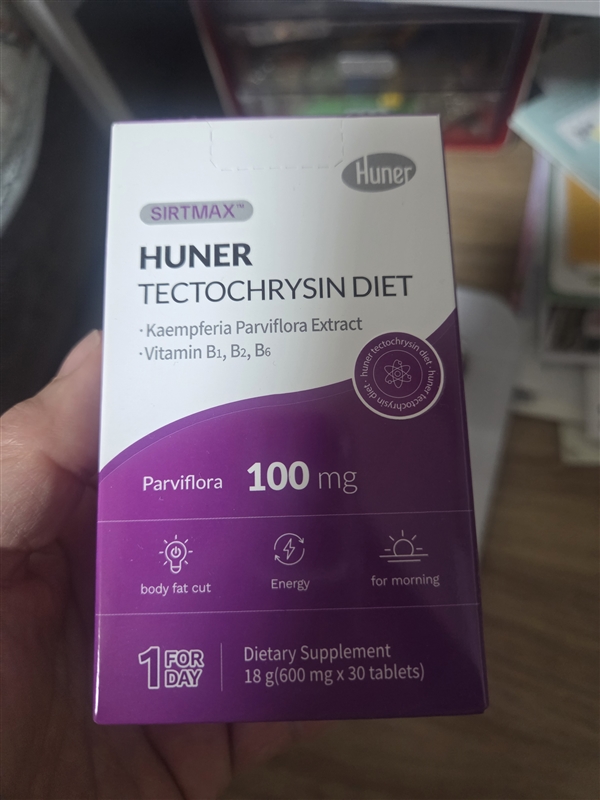 Huner
SIRTMAX™
HUNER
TECTOCHRYSIN DIET
·Kaempferia Parviflora Extract
·Vitamin B₁, B₂, B₆
huner tectochrysin diet · huner tectochrysin diet ·
Parviflora 100 mg
body fat cut
Energy
for morning
1 FOR DAY
Dietary Supplement
18 g(600 mg x 30 tablets)